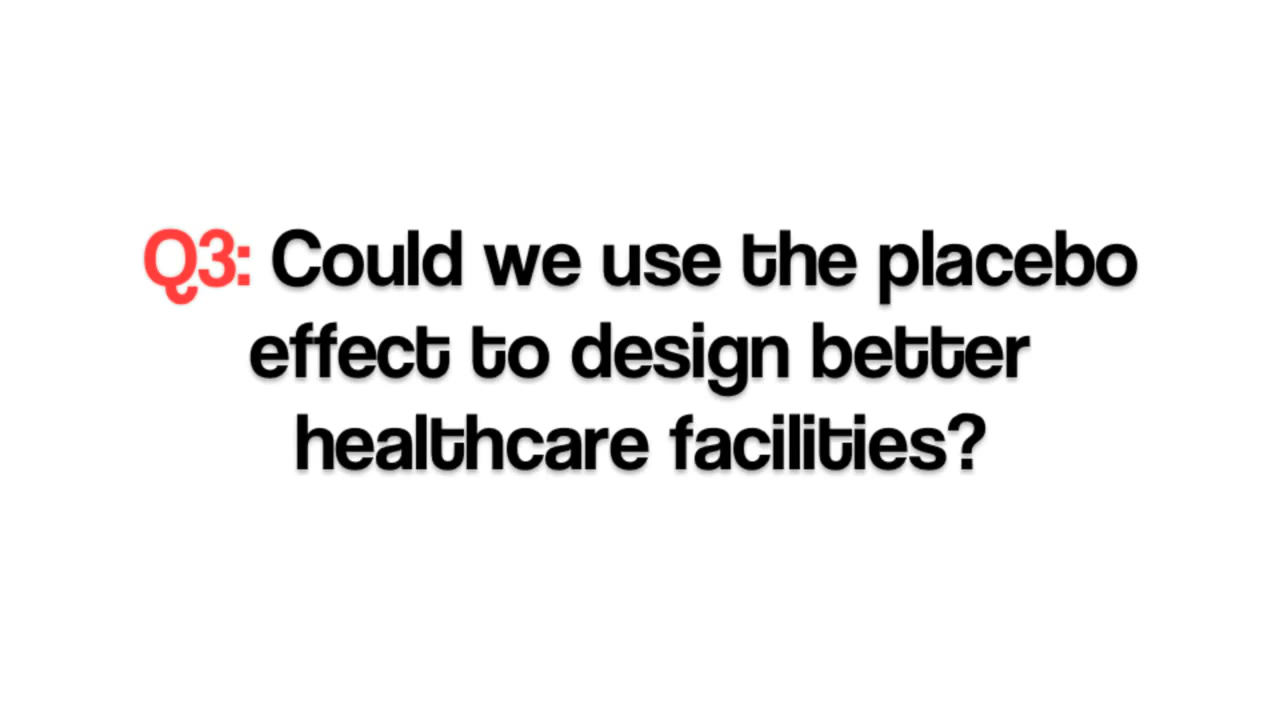 Q3: Could we use the placebo
effect to design better
healthcare facilities?